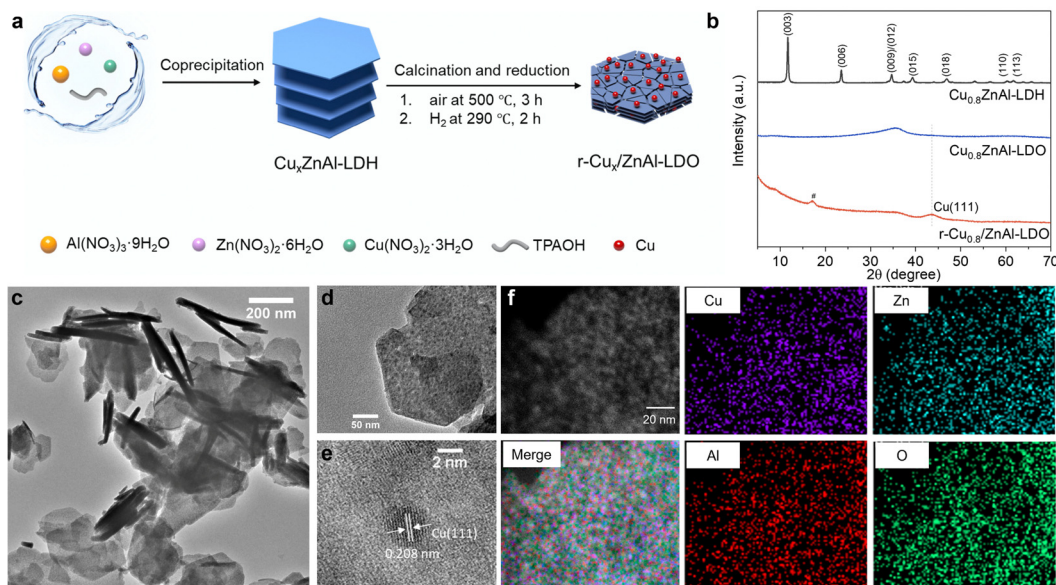 a
Coprecipitation
Calcination and reduction
1. air at 500 ℃, 3 h
2. H₂ at 290 ℃, 2 h
CuₓZnAl-LDH
r-Cuₓ/ZnAl-LDO
Al(NO₃)₃·9H₂O
Zn(NO₃)₂·6H₂O
Cu(NO₃)₂·3H₂O
TPAOH
Cu
b
Intensity (a.u.)
(003)
(006)
(009)/(012)
(015)
(018)
(110)
(113)
Cu₀.₈ZnAl-LDH
Cu₀.₈ZnAl-LDO
#
Cu(111)
r-Cu₀.₈/ZnAl-LDO
10 20 30 40 50 60 70
2θ (degree)
c
200 nm
d
50 nm
e
2 nm
Cu(111)
0.208 nm
f
20 nm
Cu
Zn
Merge
Al
O